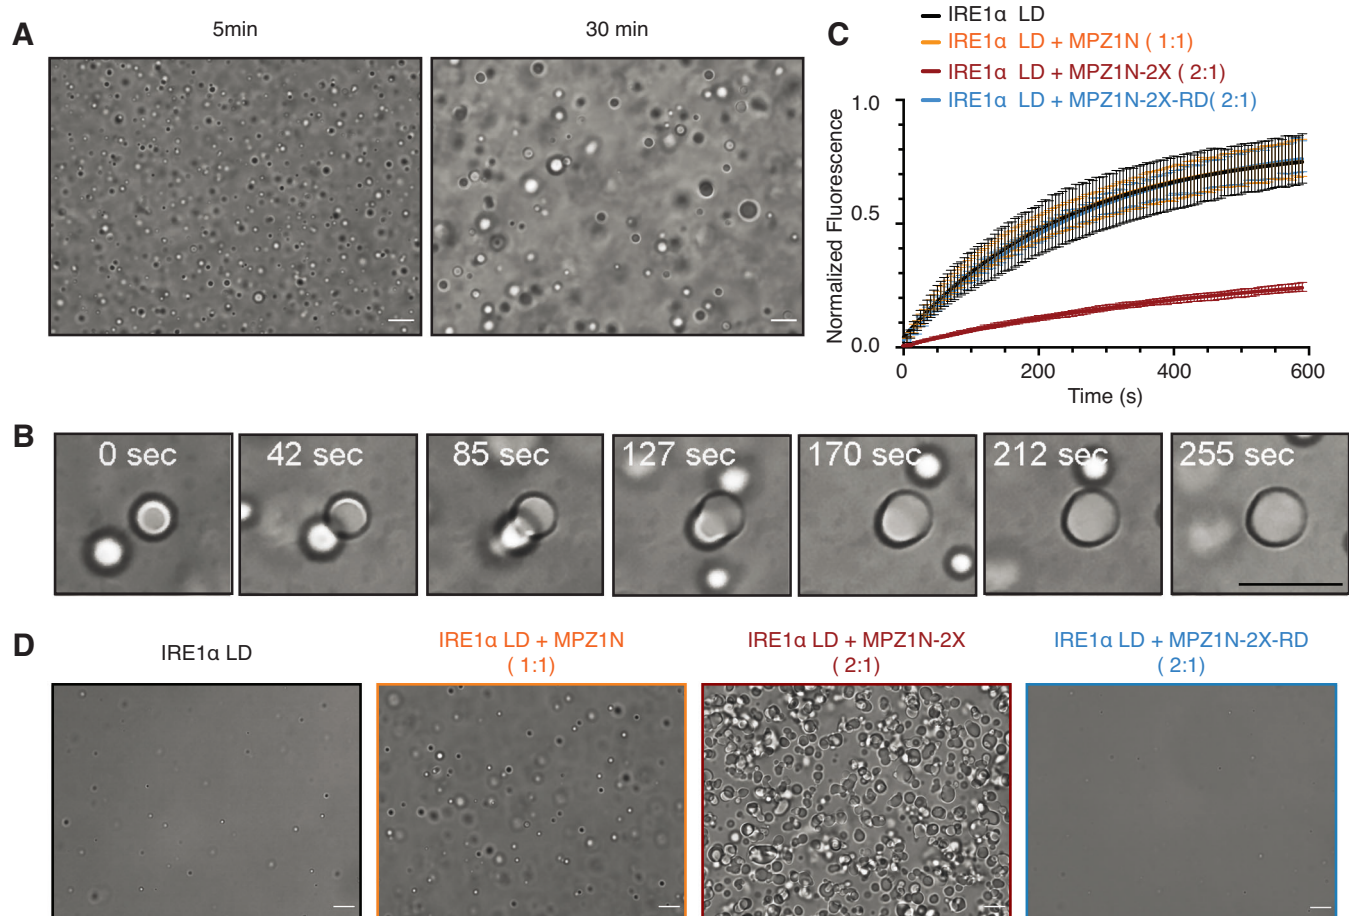 A
5min
30 min
C
IRE1α LD
IRE1α LD + MPZ1N ( 1:1)
IRE1α LD + MPZ1N-2X ( 2:1)
IRE1α LD + MPZ1N-2X-RD( 2:1)
Normalized Fluorescence
1.0
0.5
0.0
0
200
400
600
Time (s)
B
0 sec
42 sec
85 sec
127 sec
170 sec
212 sec
255 sec
D
IRE1α LD
IRE1α LD + MPZ1N
( 1:1)
IRE1α LD + MPZ1N-2X
( 2:1)
IRE1α LD + MPZ1N-2X-RD
( 2:1)